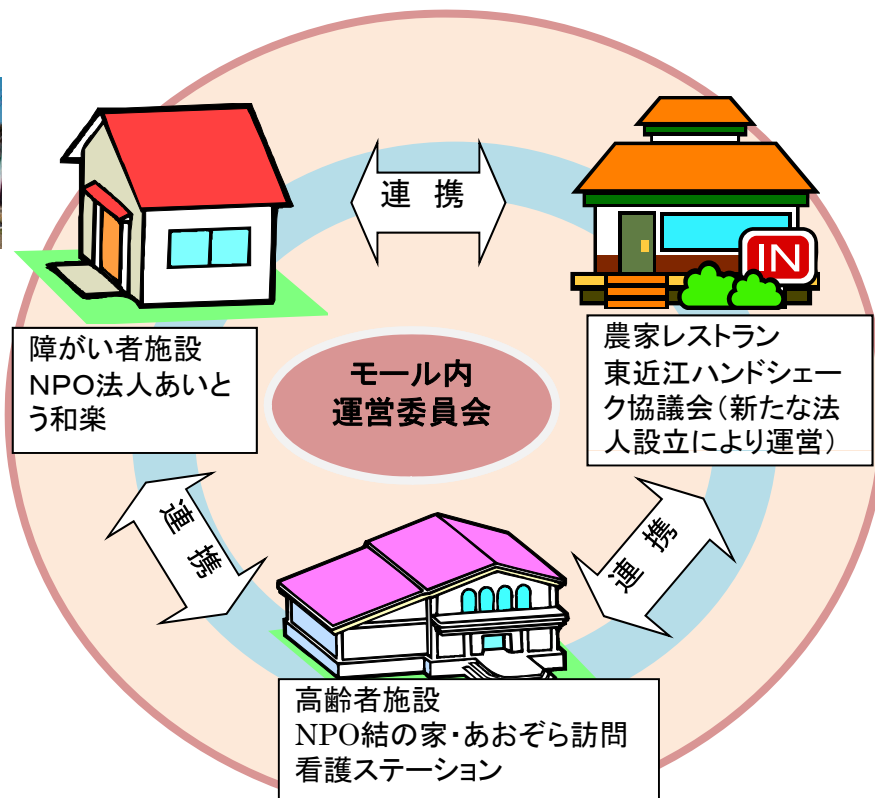 連 携
IN
障がい者施設
NPO法人あいと
う和楽
モール内
運営委員会
農家レストラン
東近江ハンドシェー
ク協議会（新たな法
人設立により運営）
連 携
連 携
高齢者施設
NPO結の家・あおぞら訪問
看護ステーション